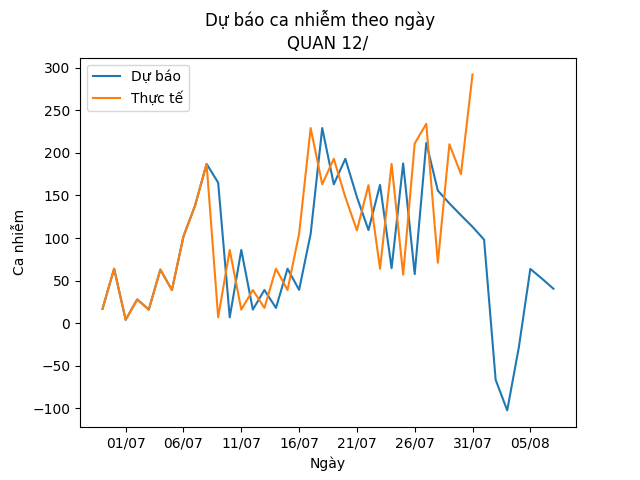 Dự báo ca nhiễm theo ngày
QUAN 12/
Dự báo
Thực tế
Ca nhiễm
300
250
200
150
100
50
0
−50
−100
01/07
06/07
11/07
16/07
21/07
26/07
31/07
05/08
Ngày